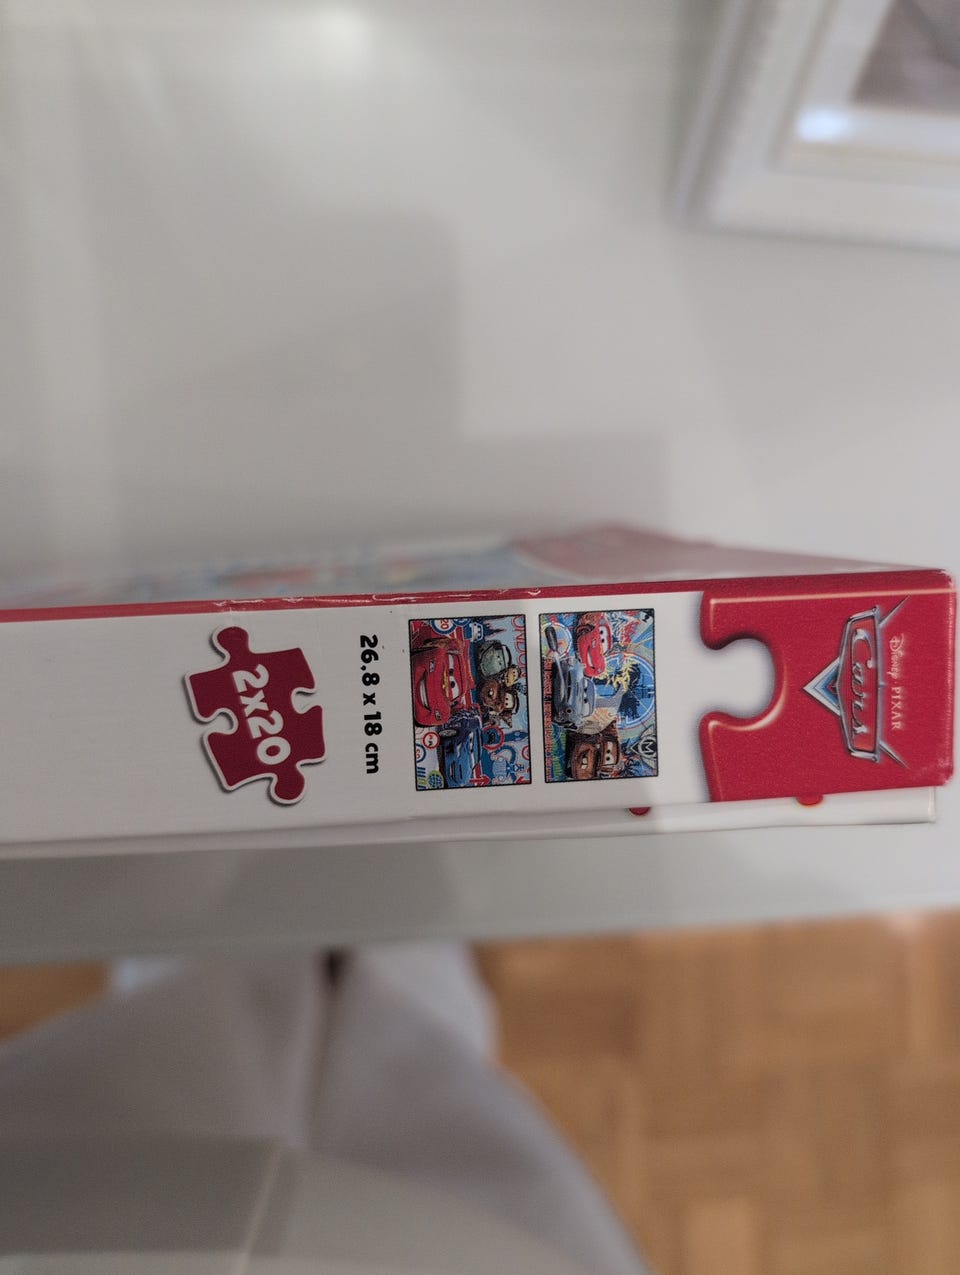 Disney PIXAR
Cars
26,8 x 18 cm
2x20